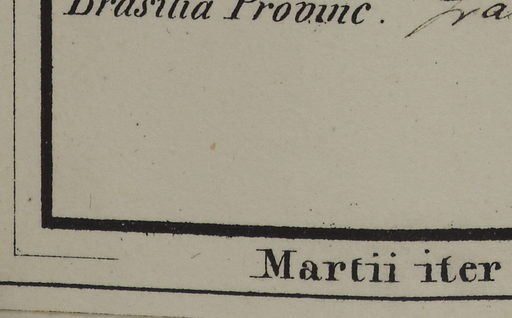 Brasilia Provinc.
Martii iter